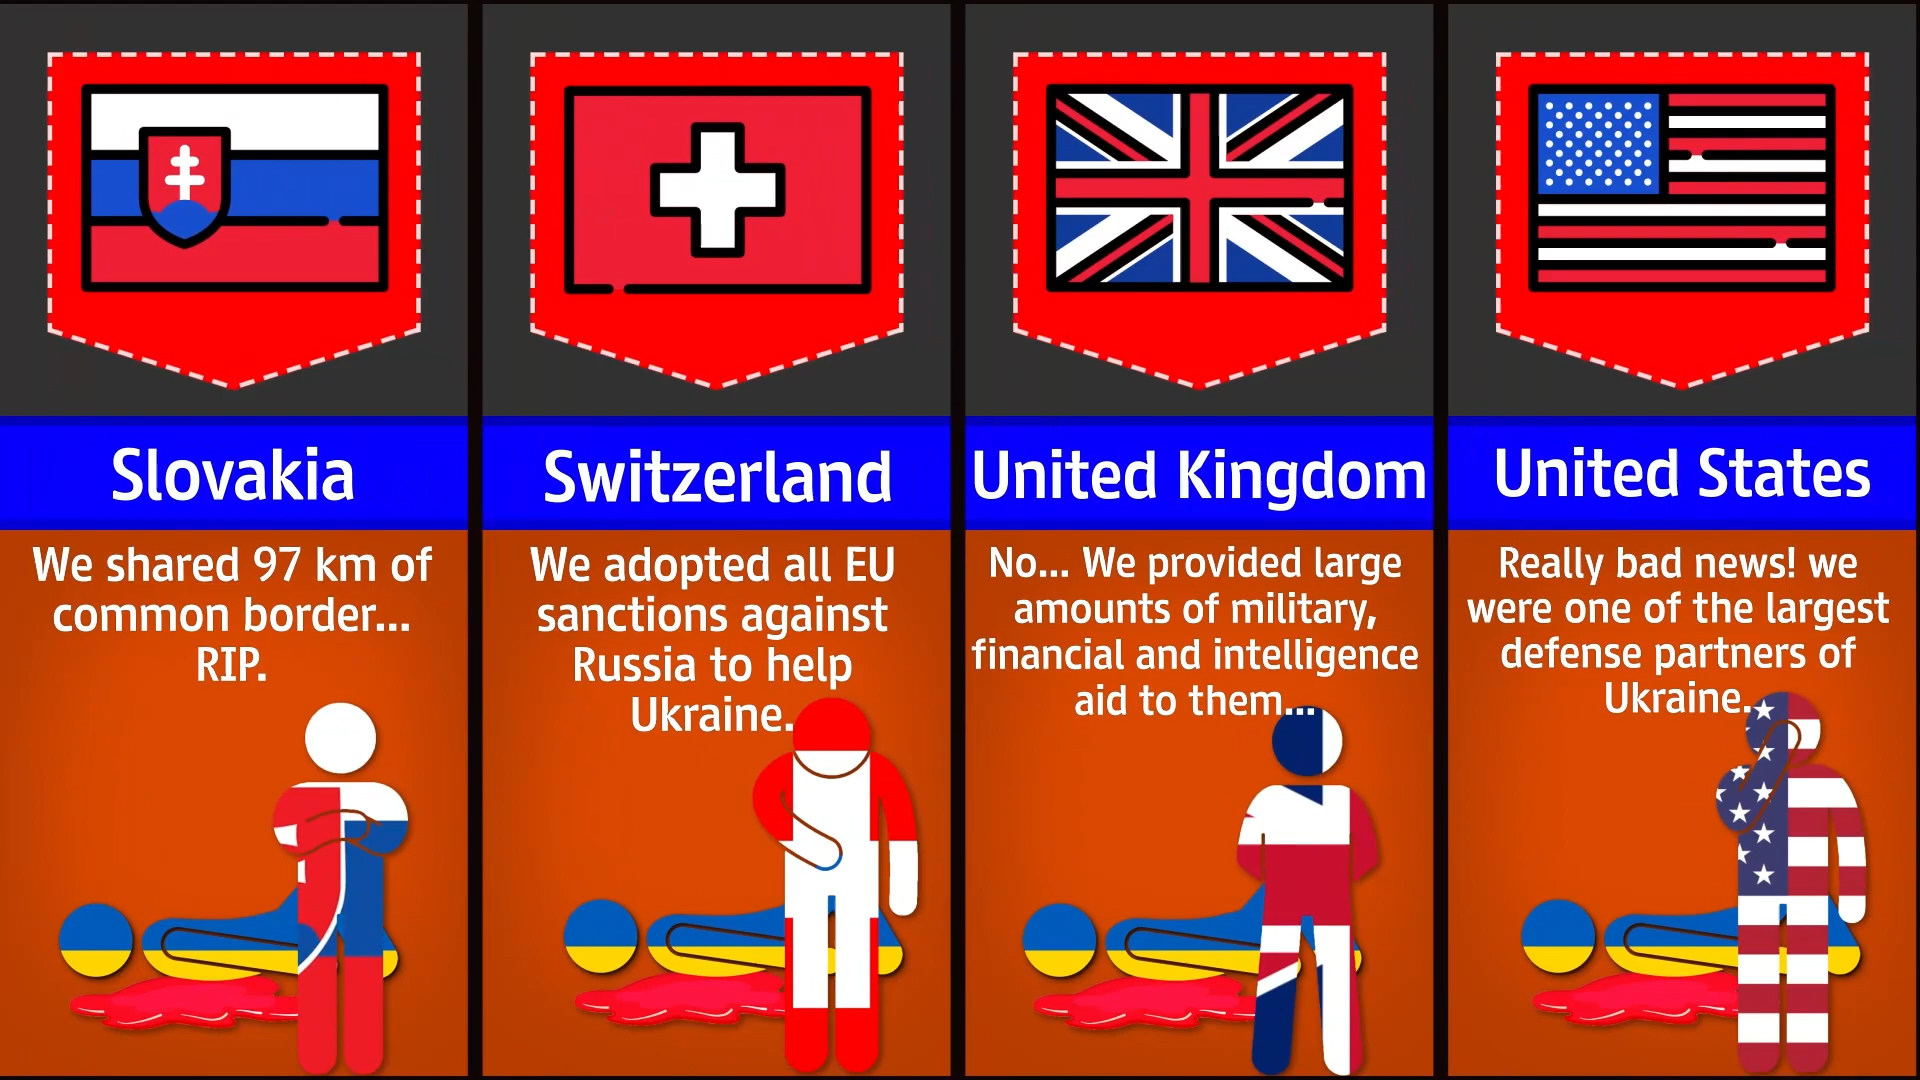 Slovakia
We shared 97 km of
common border...
RIP.
Switzerland
We adopted all EU
sanctions against
Russia to help
Ukraine.
United Kingdom
No... We provided large
amounts of military,
financial and intelligence
aid to them...
United States
Really bad news! we
were one of the largest
defense partners of
Ukraine.